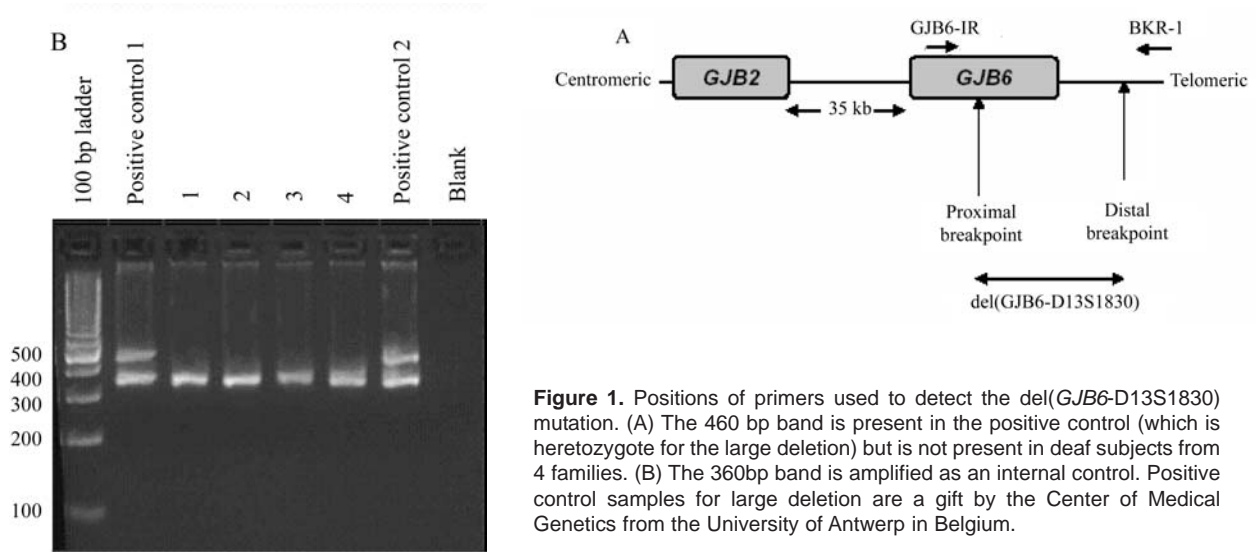 B
100 bp ladder
Positive control 1
1
2
3
4
Positive control 2
Blank
500
400
300
200
100
A
GJB6-IR
BKR-1
Centromeric
GJB2
GJB6
Telomeric
35 kb
Proximal
breakpoint
Distal
breakpoint
del(GJB6-D13S1830)
Figure 1. Positions of primers used to detect the del(GJB6-D13S1830)
mutation. (A) The 460 bp band is present in the positive control (which is
heretozygote for the large deletion) but is not present in deaf subjects from
4 families. (B) The 360bp band is amplified as an internal control. Positive
control samples for large deletion are a gift by the Center of Medical
Genetics from the University of Antwerp in Belgium.